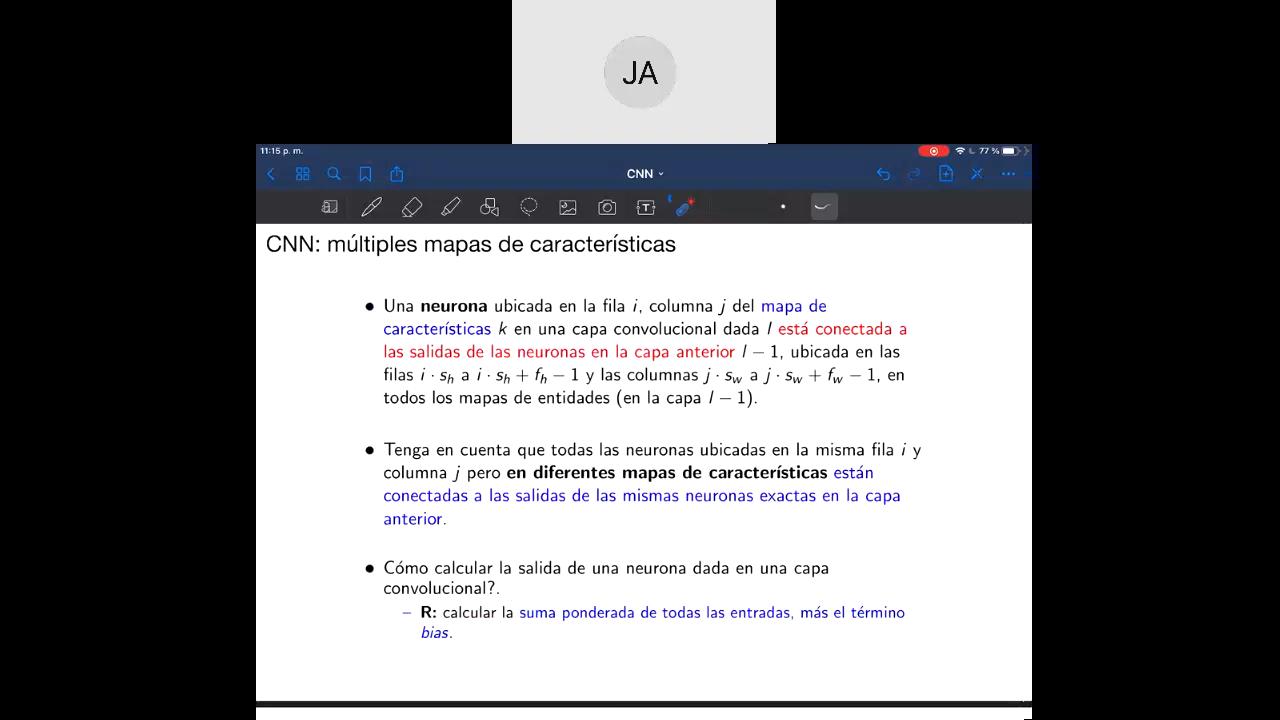 JA
11:15 p. m.
77 %
CNN
T
CNN: múltiples mapas de características
• Una neurona ubicada en la fila i, columna j del mapa de
características k en una capa convolucional dada l está conectada a
las salidas de las neuronas en la capa anterior l − 1, ubicada en las
filas i · s_h a i · s_h + f_h − 1 y las columnas j · s_w a j · s_w + f_w − 1, en
todos los mapas de entidades (en la capa l − 1).
• Tenga en cuenta que todas las neuronas ubicadas en la misma fila i y
columna j pero en diferentes mapas de características están
conectadas a las salidas de las mismas neuronas exactas en la capa
anterior.
• Cómo calcular la salida de una neurona dada en una capa
convolucional?.
– R: calcular la suma ponderada de todas las entradas, más el término
bias.